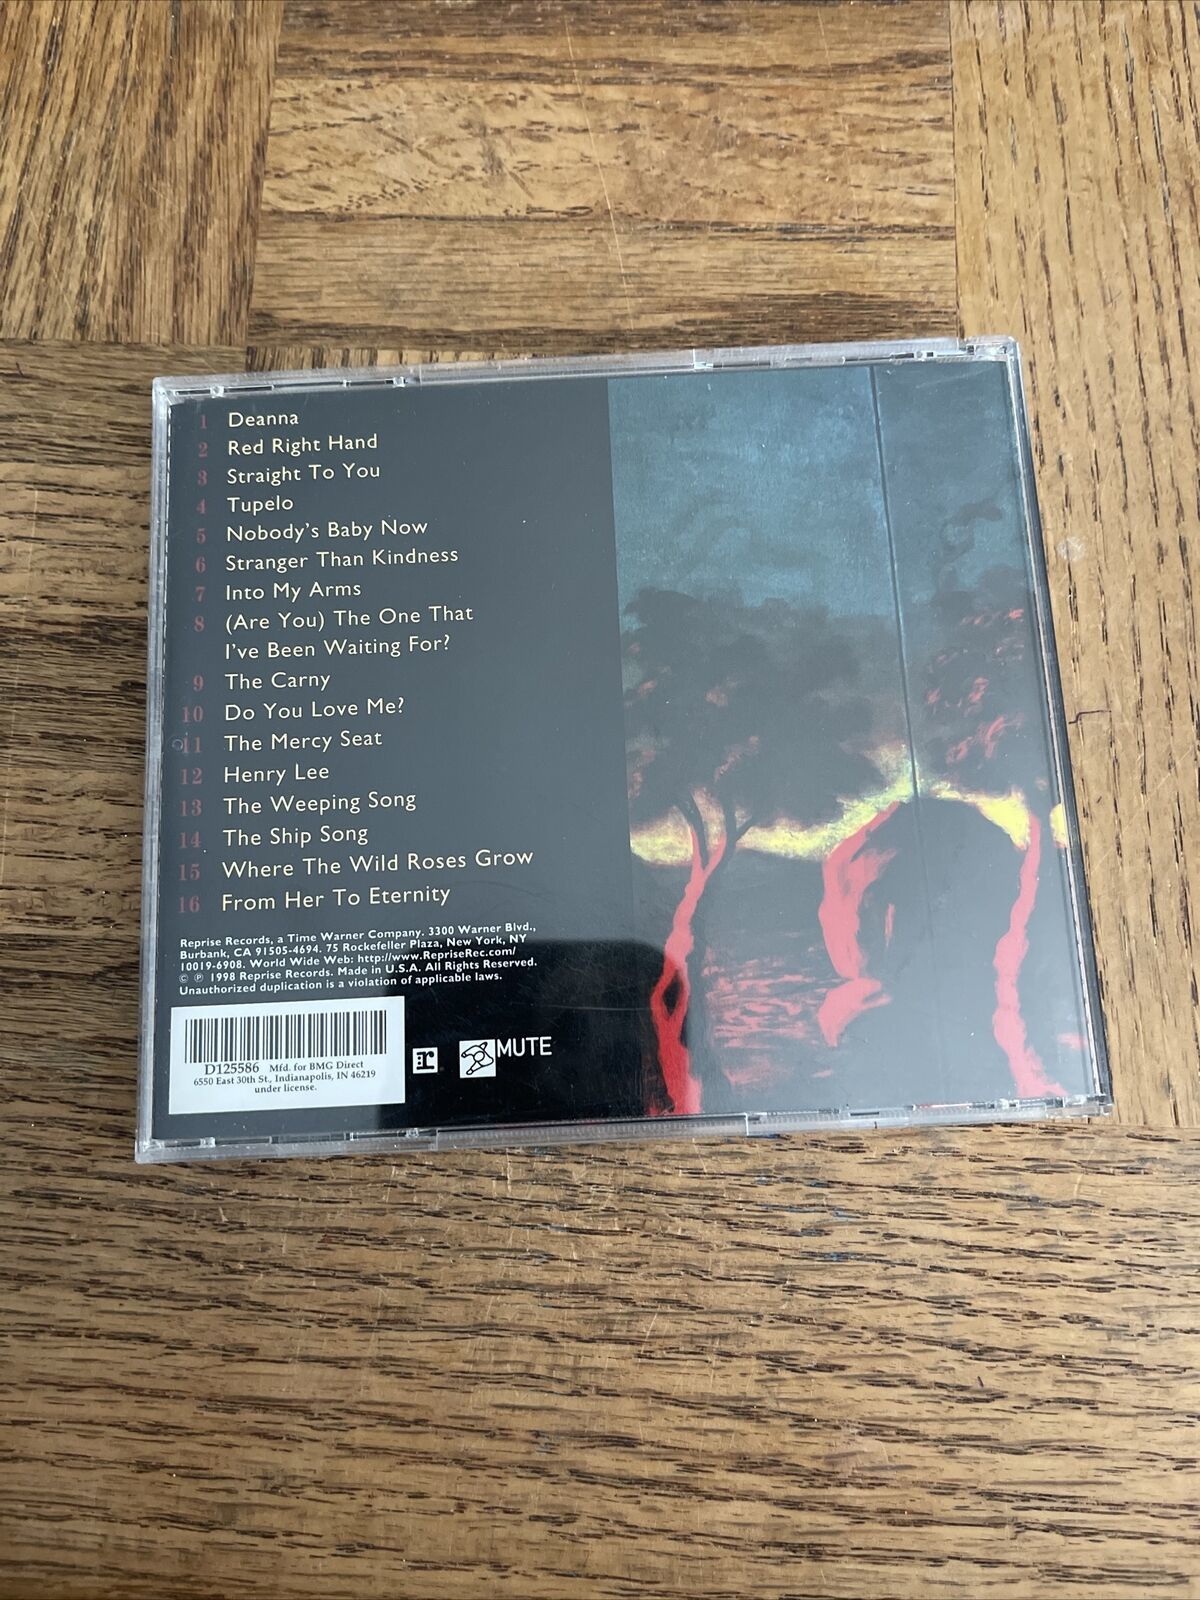 1 Deanna
2 Red Right Hand
3 Straight To You
4 Tupelo
5 Nobody's Baby Now
6 Stranger Than Kindness
7 Into My Arms
8 (Are You) The One That
I've Been Waiting For?
9 The Carny
10 Do You Love Me?
11 The Mercy Seat
12 Henry Lee
13 The Weeping Song
14 The Ship Song
15 Where The Wild Roses Grow
16 From Her To Eternity
Reprise Records, a Time Warner Company. 3300 Warner Blvd.,
Burbank, CA 91505-4694. 75 Rockefeller Plaza, New York, NY
10019-6908. World Wide Web: http://www.RepriseRec.com/
© ℗ 1998 Reprise Records. Made in U.S.A. All Rights Reserved.
Unauthorized duplication is a violation of applicable laws.
D125586 Mfd. for BMG Direct
6550 East 30th St., Indianapolis, IN 46219
under license.
MUTE